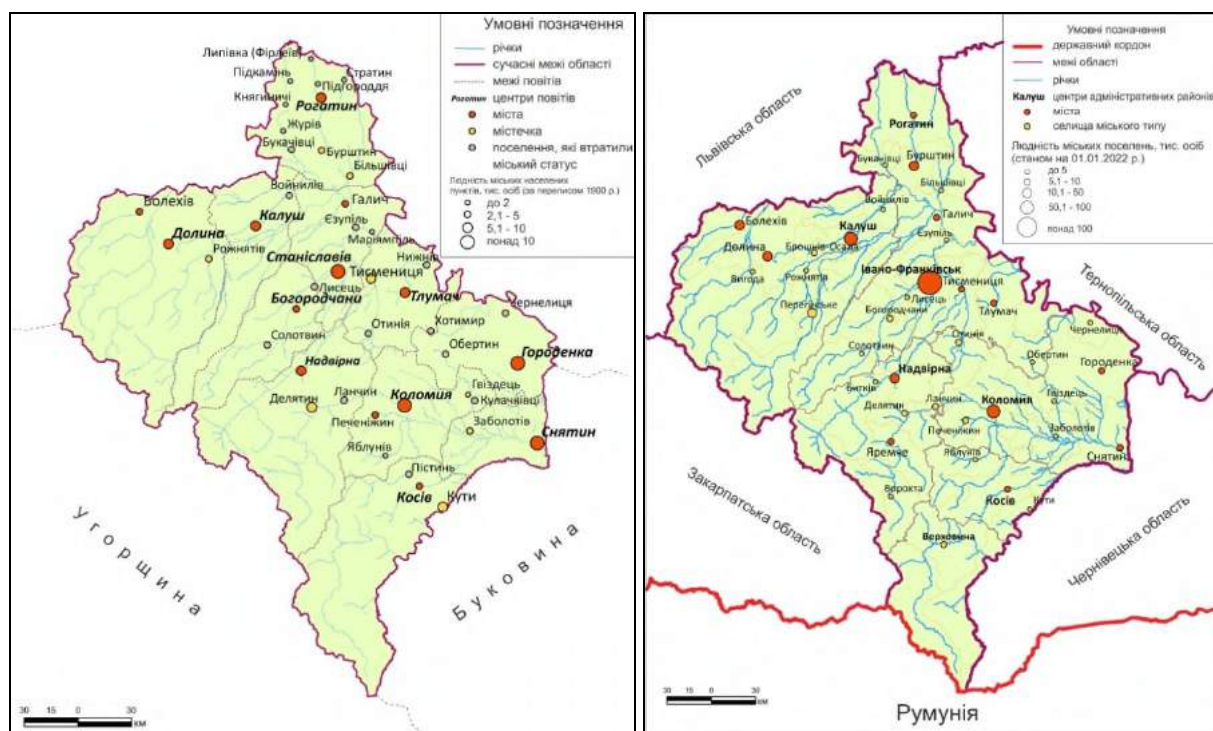 Умовні позначення
річки
сучасні межі області
межі повітів
Рогатин центри повітів
міста
містечка
поселення, які втратили
міський статус
Людність міських населених
пунктів, тис. осіб (за переписом 1900 р.)
до 2
2,1 - 5
5,1 - 10
понад 10
Липівка (Фірлеїв)
Підкамінь
Стратин
Підгороддя
Княгиничі
Рогатин
Журів
Букачівці
Бурштин
Більшівці
Войнилів
Болехів
Галич
Калуш
Єзупіль
Долина
Маріямпіль
Рожнятів
Станіславів
Нижнів
Тисмениця
Лисець
Богородчани
Тлумач
Чернелиця
Солотвин
Отинія
Хотимир
Обертин
Городенка
Надвірна
Ланчин
Гвіздець
Делятин
Коломия
Кулачківці
Печеніжин
Заболотів
Снятин
Яблунів
Пістинь
Косів
Кути
Угорщина
Буковина
30 15 0 30
км
Умовні позначення
державний кордон
межі області
річки
Калуш центри адміністративних районів
міста
селища міського типу
Людність міських поселень, тис. осіб
(станом на 01.01.2022 р.)
до 5
5,1 - 10
10,1 - 50
50,1 - 100
понад 100
Львівська область
Рогатин
Букачівці
Бурштин
Більшівці
Войнилів
Болехів
Галич
Калуш
Долина
Брошнів-Осада
Єзупіль
Тернопільська область
Вигода
Рожнятів
Івано-Франківськ
Тисмениця
Лисець
Перегінське
Богородчани
Тлумач
Чернелиця
Отинія
Солотвин
Обертин
Городенка
Надвірна
Битків
Ланчин
Гвіздець
Делятин
Коломия
Печеніжин
Заболотів
Яремче
Яблунів
Снятин
Закарпатська область
Ворохта
Косів
Кути
Верховина
Чернівецька область
30 15 0 30
км
Румунія